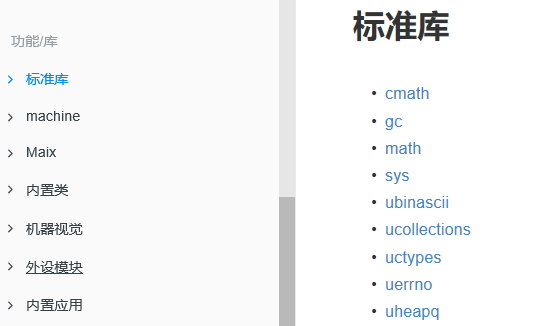 功能/库
标准库
machine
Maix
内置类
机器视觉
外设模块
内置应用
标准库
cmath
gc
math
sys
ubinascii
ucollections
uctypes
uerrno
uheapq